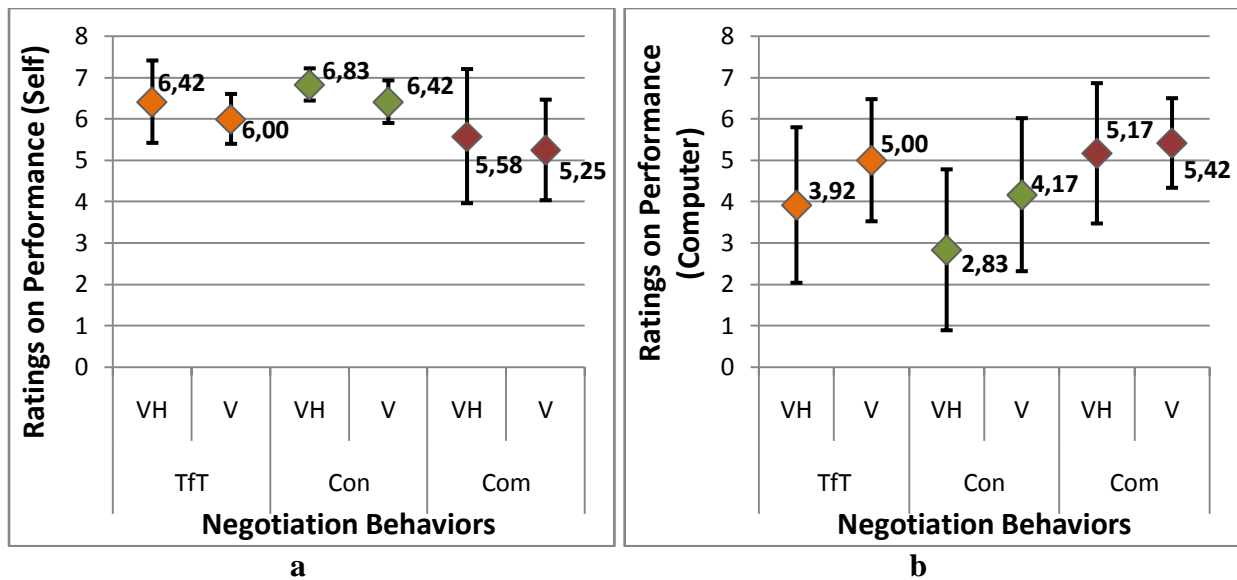 Ratings on Performance (Self)
8
7
6
5
4
3
2
1
0
6,42
6,00
6,83
6,42
5,58
5,25
VH V VH V VH V
TfT Con Com
Negotiation Behaviors
a
Ratings on Performance
(Computer)
8
7
6
5
4
3
2
1
0
3,92
5,00
2,83
4,17
5,17
5,42
VH V VH V VH V
TfT Con Com
Negotiation Behaviors
b